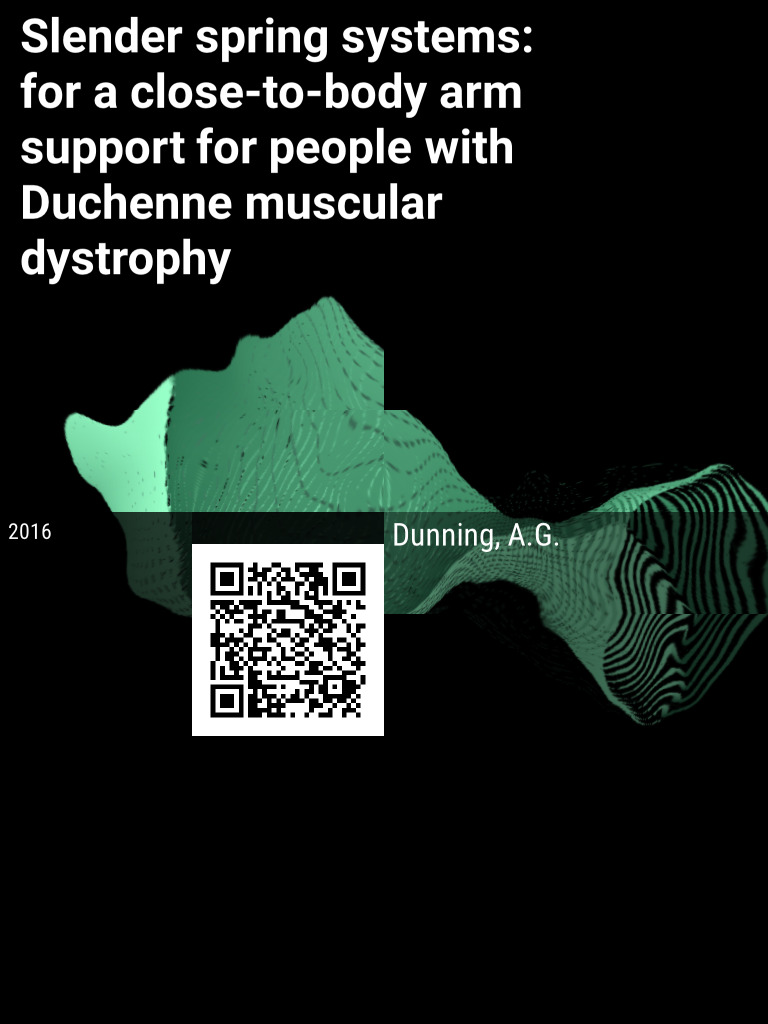 Slender spring systems:
for a close-to-body arm
support for people with
Duchenne muscular
dystrophy
2016
Dunning, A.G.